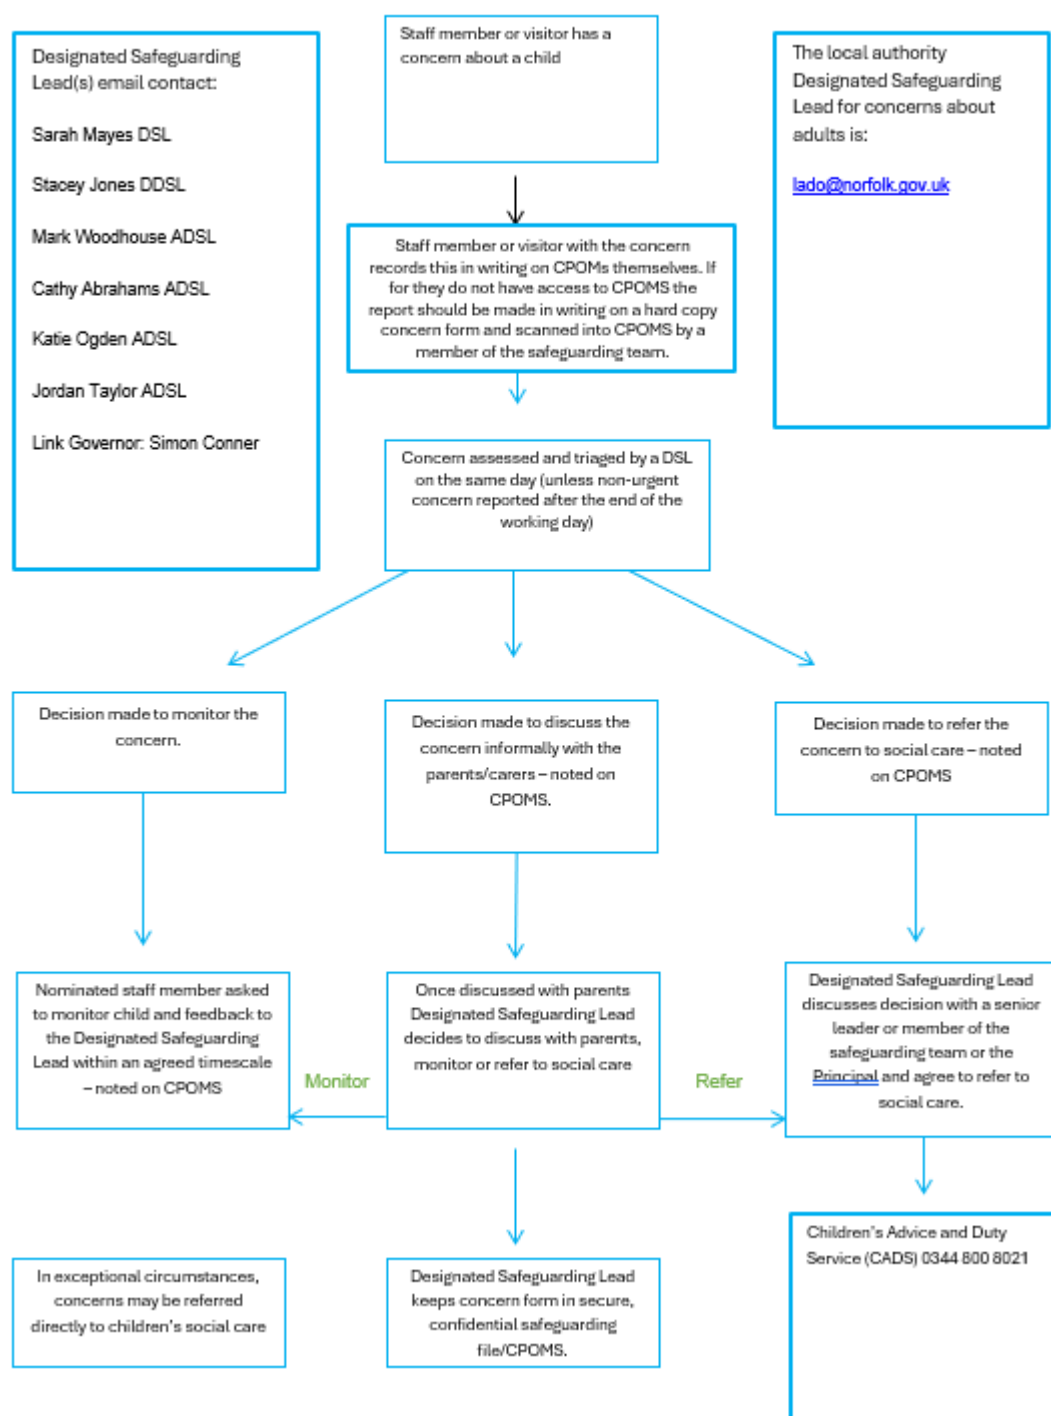 Designated Safeguarding
Lead(s) email contact:
Sarah Mayes DSL
Stacey Jones DDSL
Mark Woodhouse ADSL
Cathy Abrahams ADSL
Katie Ogden ADSL
Jordan Taylor ADSL
Link Governor: Simon Conner
Staff member or visitor has a
concern about a child
The local authority
Designated Safeguarding
Lead for concerns about
adults is:
lado@norfolk.gov.uk
Staff member or visitor with the concern
records this in writing on CPOMs themselves. If
for they do not have access to CPOMS the
report should be made in writing on a hard copy
concern form and scanned into CPOMS by a
member of the safeguarding team.
Concern assessed and triaged by a DSL
on the same day (unless non-urgent
concern reported after the end of the
working day)
Decision made to monitor the
concern.
Decision made to discuss the
concern informally with the
parents/carers – noted on
CPOMS.
Decision made to refer the
concern to social care – noted
on CPOMS
Nominated staff member asked
to monitor child and feedback to
the Designated Safeguarding
Lead within an agreed timescale
– noted on CPOMS
Monitor
Once discussed with parents
Designated Safeguarding Lead
decides to discuss with parents,
monitor or refer to social care
Refer
Designated Safeguarding Lead
discusses decision with a senior
leader or member of the
safeguarding team or the
Principal and agree to refer to
social care.
In exceptional circumstances,
concerns may be referred
directly to children's social care
Designated Safeguarding Lead
keeps concern form in secure,
confidential safeguarding
file/CPOMS.
Children's Advice and Duty
Service (CADS) 0344 800 8021